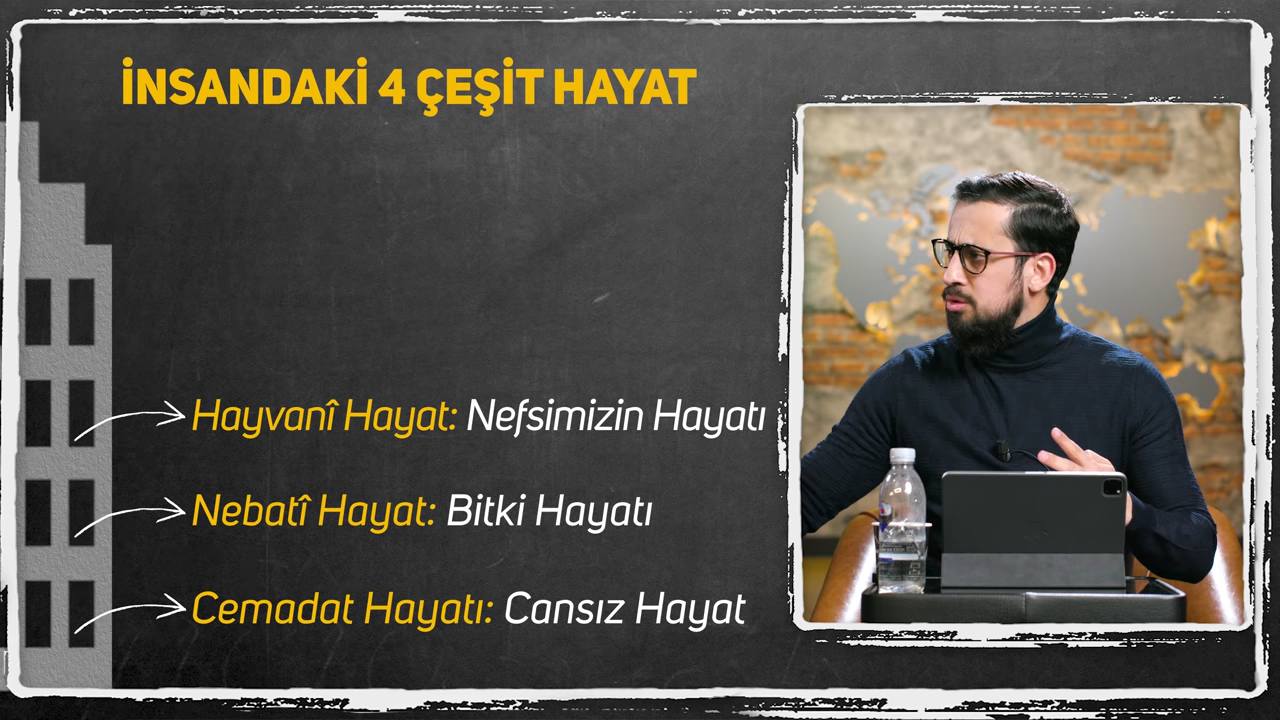 İNSANDAKİ 4 ÇEŞİT HAYAT
Hayvanî Hayat: Nefsimizin Hayatı
Nebatî Hayat: Bitki Hayatı
Cemadat Hayatı: Cansız Hayat